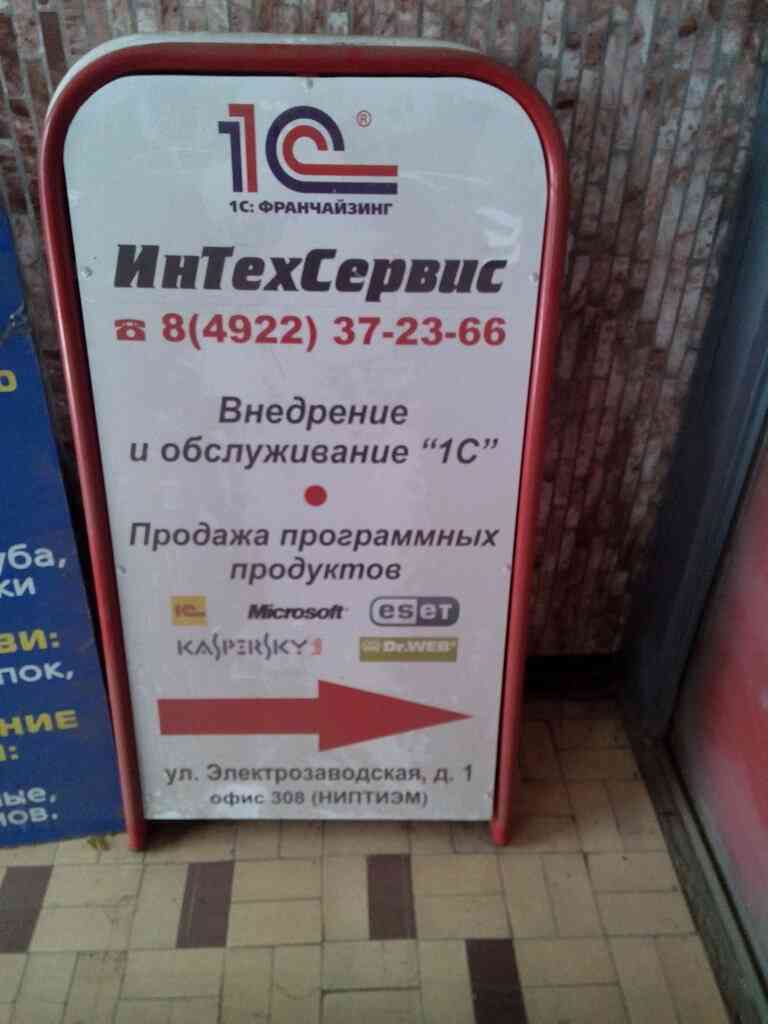 1С®
1С: ФРАНЧАЙЗИНГ
ИнТехСервис
☎ 8(4922) 37-23-66
Внедрение
и обслуживание “1С”
Продажа программных
продуктов
1С Microsoft eseT
KASPERSKY Dr.WEB®
ул. Электрозаводская, д. 1
офис 308 (НИПТИЭМ)